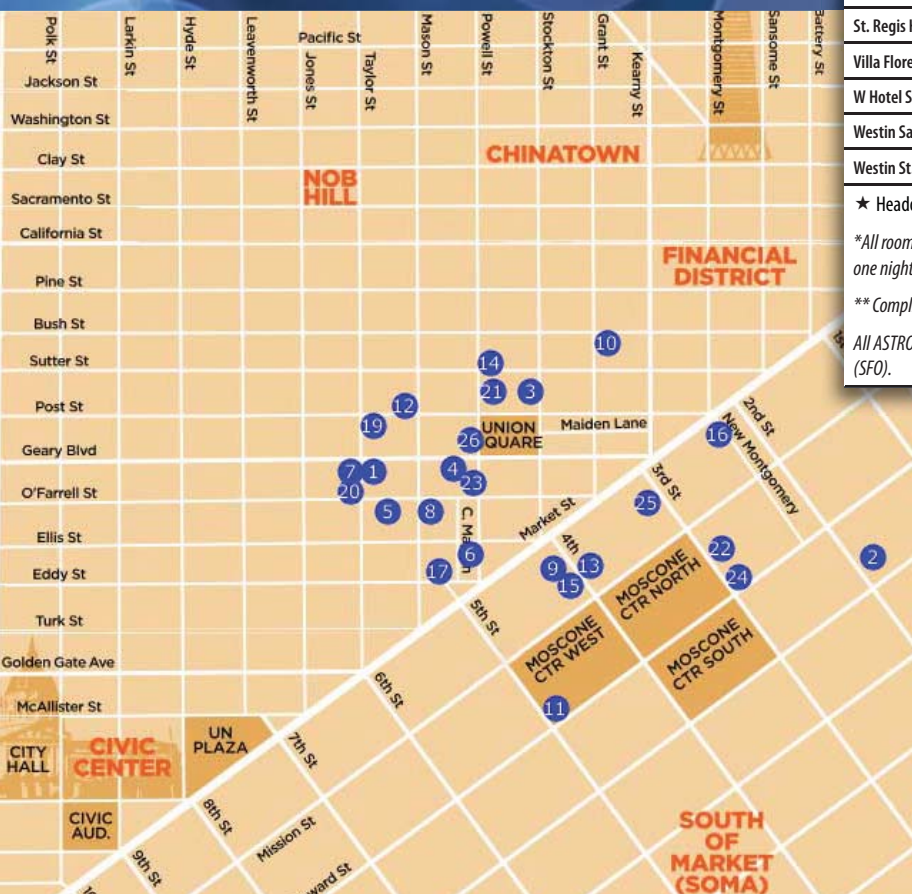 Polk St
Larkin St
Hyde St
Leavenworth St
Pacific St
Jones St
Taylor St
Mason St
Powell St
Stockton St
Grant St
Kearny St
Montgomery St
Sansome St
Battery St
Jackson St
Washington St
Clay St
Sacramento St
California St
Pine St
Bush St
Sutter St
Post St
Geary Blvd
O'Farrell St
Ellis St
Eddy St
Turk St
Golden Gate Ave
McAllister St
CHINATOWN
NOB
HILL
FINANCIAL
DISTRICT
10
14
21
3
12
19
26
UNION
QUARE
Maiden Lane
7
1
20
4
23
5
8
6
17
Market St
4th
3rd St
2nd St
New Montgomery
16
25
22
24
2
9
13
15
11
MOSCONE
CTR NORTH
MOSCONE
CTR WEST
MOSCONE
CTR SOUTH
5th St
6th St
7th St
8th St
9th St
Mission St
CITY
HALL
CIVIC
CENTER
UN
PLAZA
CIVIC
AUD.
SOUTH
OF
MARKET
(SOMA)
St. Regis
Villa
W Hotel
Westin
Westin St
★
*All room
one night
**
All
(SFO).